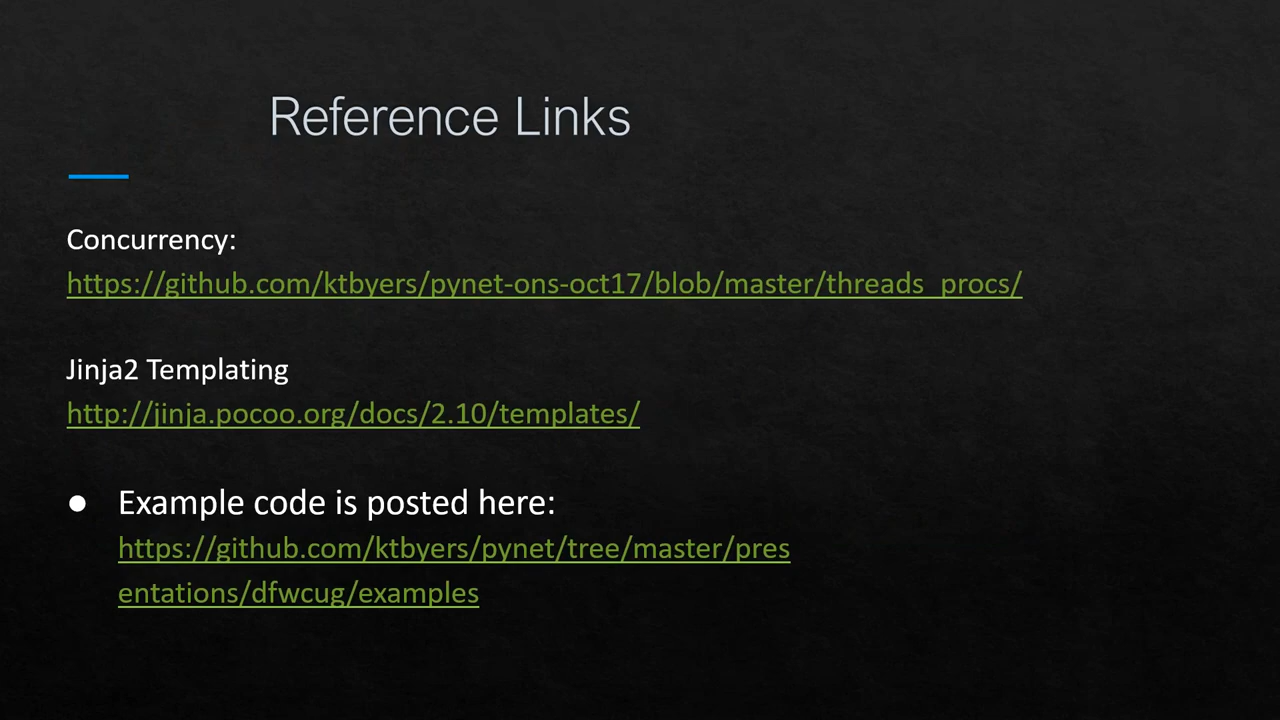 Reference Links
Concurrency:
https://github.com/ktbyers/pynet-ons-oct17/blob/master/threads_procs/
Jinja2 Templating
http://jinja.pocoo.org/docs/2.10/templates/
● Example code is posted here:
https://github.com/ktbyers/pynet/tree/master/pres
entations/dfwcug/examples